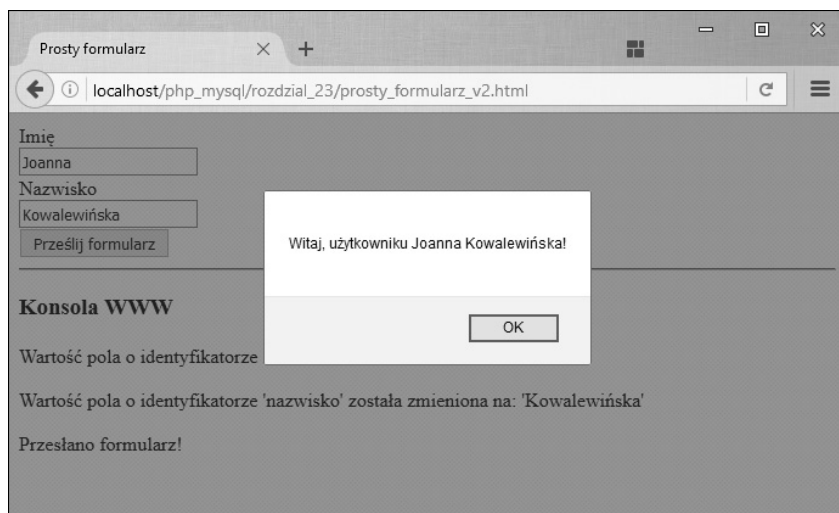 Prosty formularz
localhost/php_mysql/rozdzial_23/prosty_formularz_v2.html
Imię
Joanna
Nazwisko
Kowalewińska
Prześlij formularz
Witaj, użytkowniku Joanna Kowalewińska!
OK
Konsola WWW
Wartość pola o identyfikatorze
Wartość pola o identyfikatorze 'nazwisko' została zmieniona na: 'Kowalewińska'
Przesłano formularz!